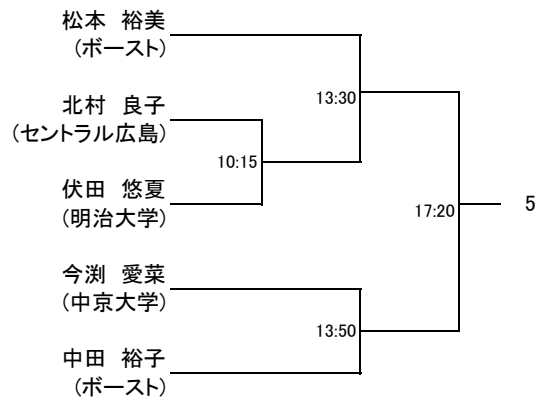 松本 裕美
(ボースト)
13:30
北村 良子
(セントラル広島)
10:15
伏田 悠夏
(明治大学)
17:20
5
今渕 愛菜
(中京大学)
13:50
中田 裕子
(ボースト)